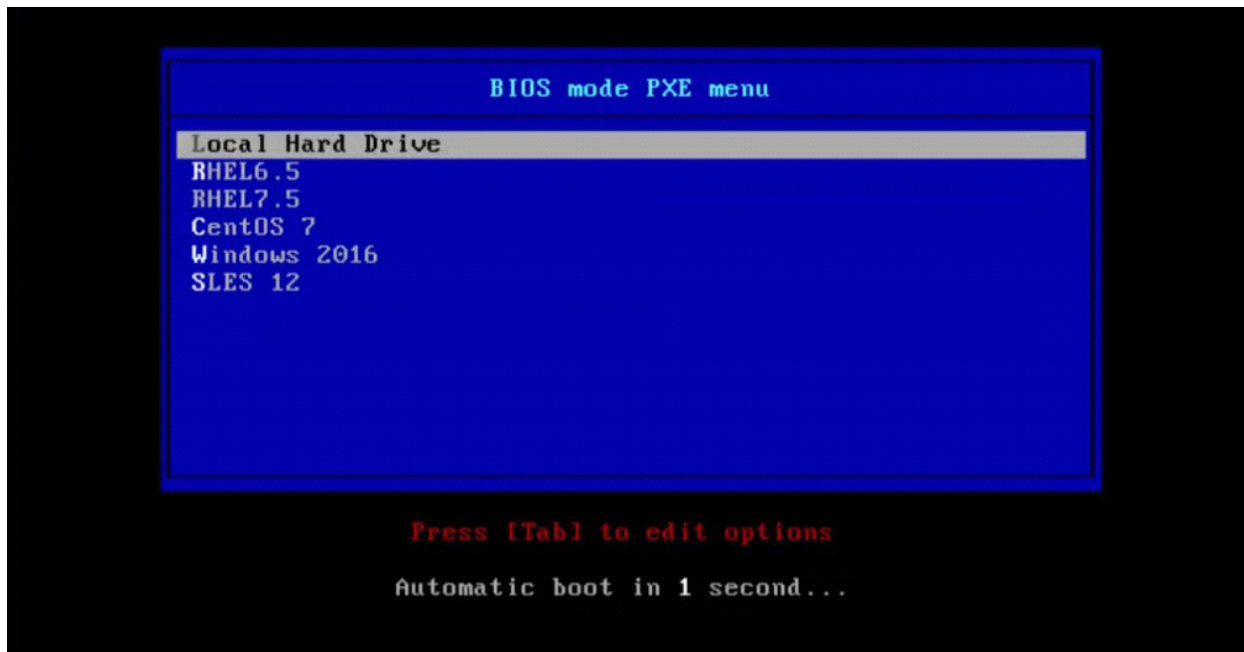 BIOS mode PXE menu
Local Hard Drive
RHEL6.5
RHEL7.5
CentOS 7
Windows 2016
SLES 12
Press [Tab] to edit options
Automatic boot in 1 second...